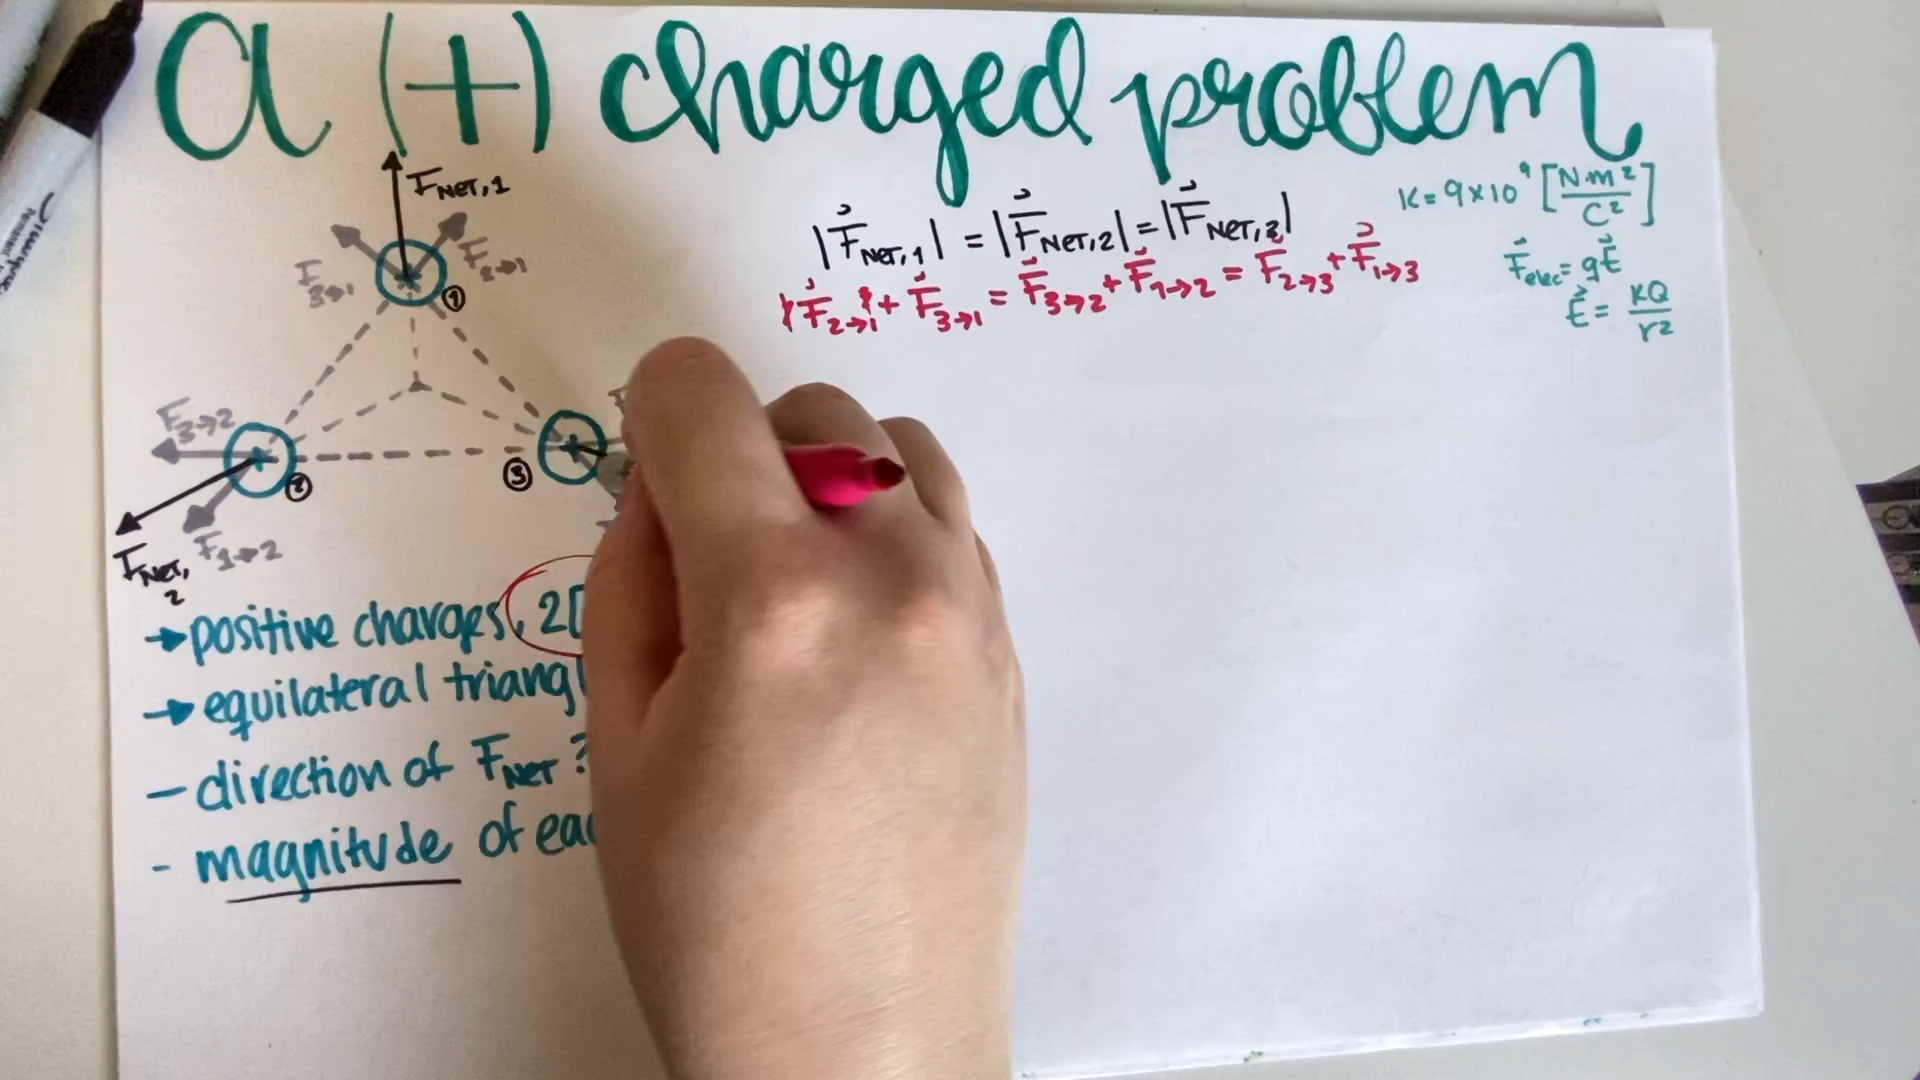 a (+) charged problem
F NET,1
F 3→1
F 2→1
①
F 3→2
②
③
F NET, 2
F 1→2
→ positive charges, 2
→ equilateral triangl
- direction of F NET ?
- magnitude of eac
|F⃗ NET,1| = |F⃗ NET,2| = |F⃗ NET,3|
F⃗ 2→1 + F⃗ 3→1 = F⃗ 3→2 + F⃗ 1→2 = F⃗ 2→3 + F⃗ 1→3
K = 9×10⁹ [N·m²/C²]
F⃗ elec = qE⃗
E⃗ = KQ/r²